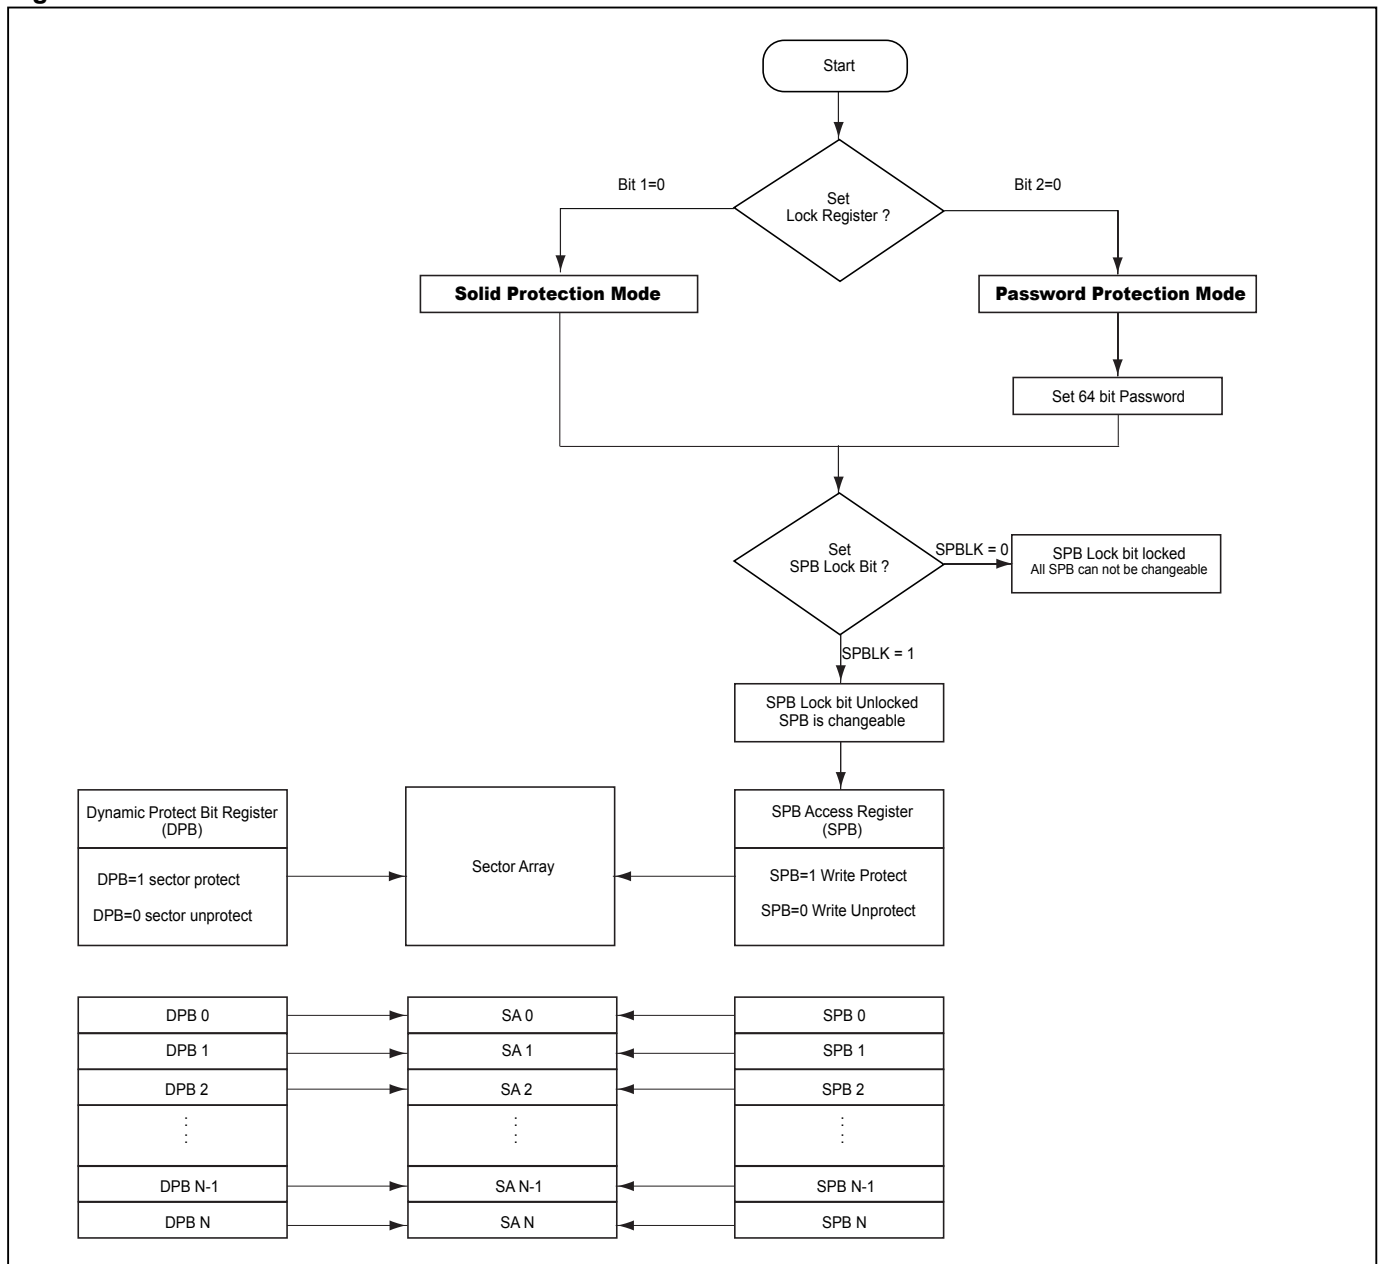 Start
Bit 1=0
Bit 2=0
Set
Lock Register ?
Solid Protection Mode
Password Protection Mode
Set 64 bit Password
Set
SPB Lock Bit ?
SPBLK = 0
SPB Lock bit locked
All SPB can not be changeable
SPBLK = 1
SPB Lock bit Unlocked
SPB is changeable
Dynamic Protect Bit Register
(DPB)
DPB=1 sector protect
DPB=0 sector unprotect
Sector Array
SPB Access Register
(SPB)
SPB=1 Write Protect
SPB=0 Write Unprotect
DPB 0
SA 0
SPB 0
DPB 1
SA 1
SPB 1
DPB 2
SA 2
SPB 2
DPB N-1
SA N-1
SPB N-1
DPB N
SA N
SPB N